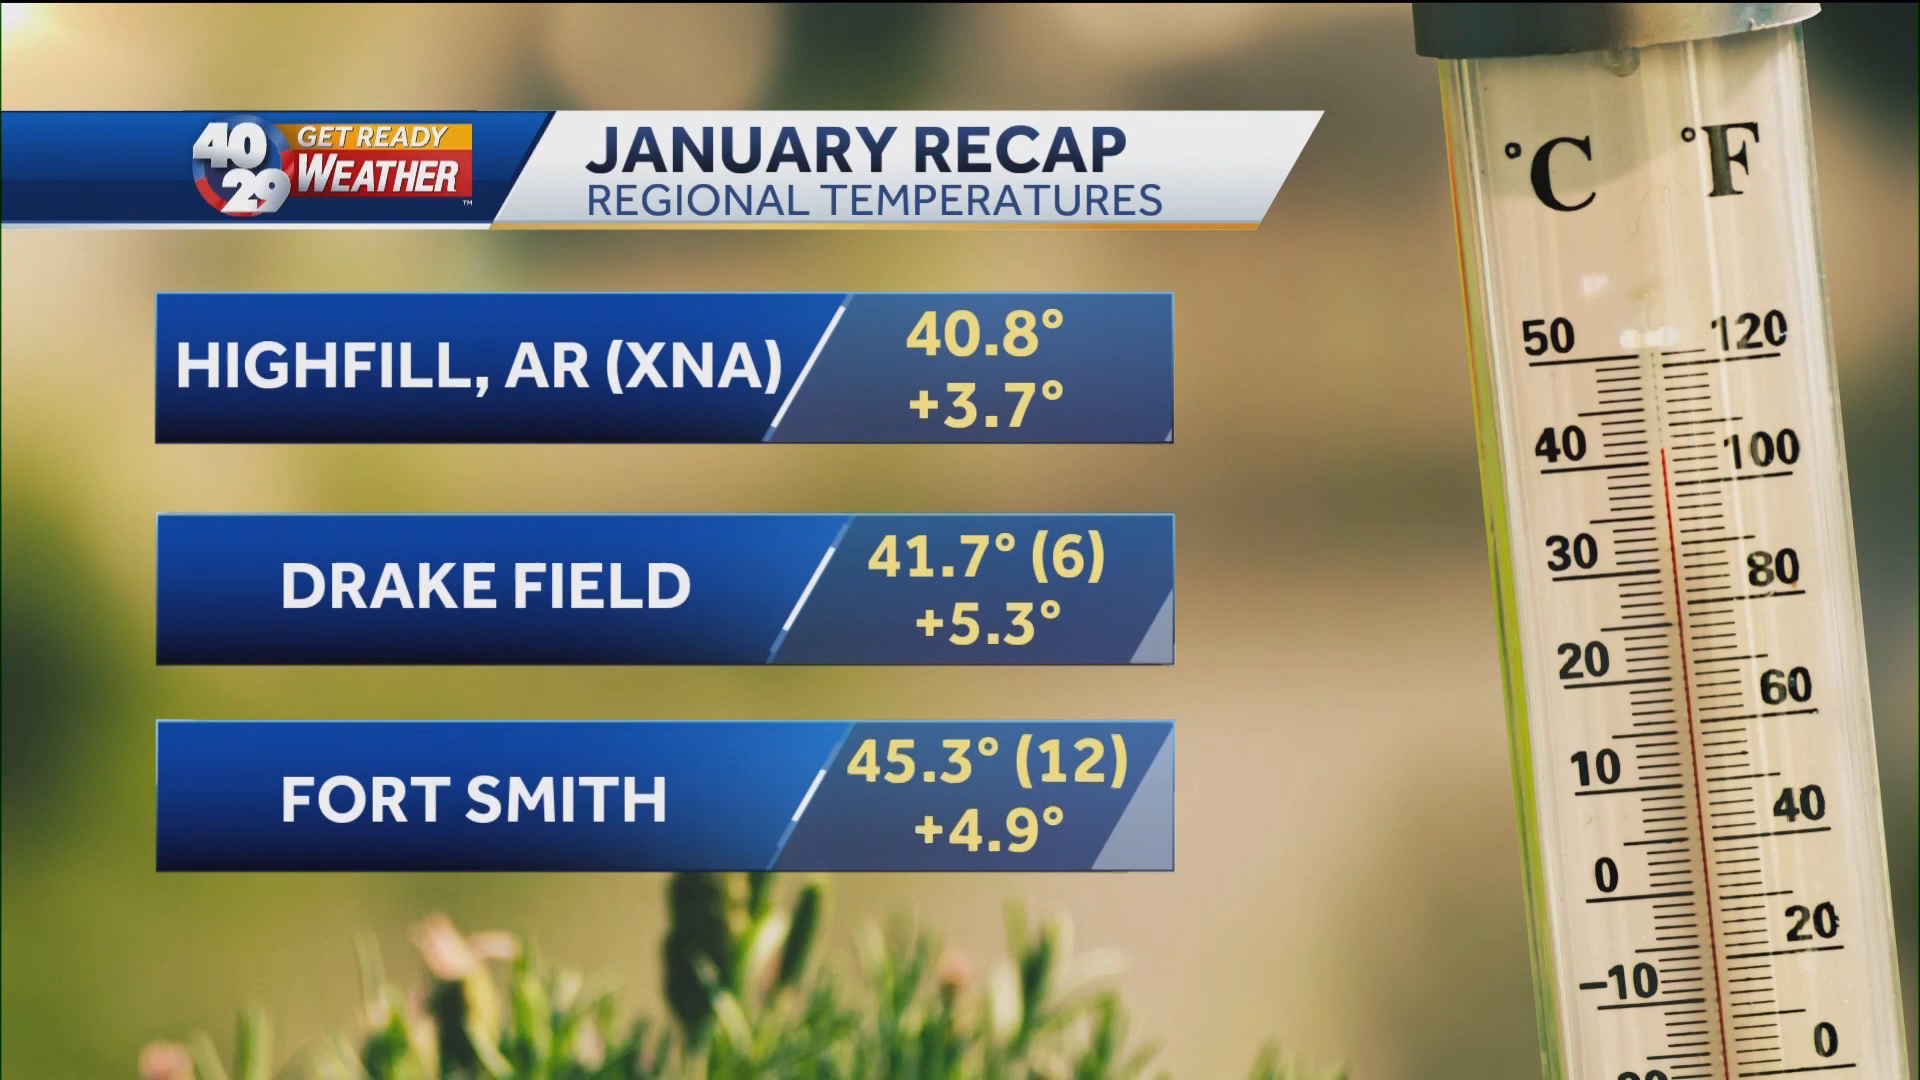 40
29
GET READY
WEATHER™
JANUARY RECAP
REGIONAL TEMPERATURES
HIGHFILL, AR (XNA)
40.8°
+3.7°
DRAKE FIELD
41.7° (6)
+5.3°
FORT SMITH
45.3° (12)
+4.9°
°C °F
50 120
40 100
30 80
20 60
10 40
0 20
-10 0